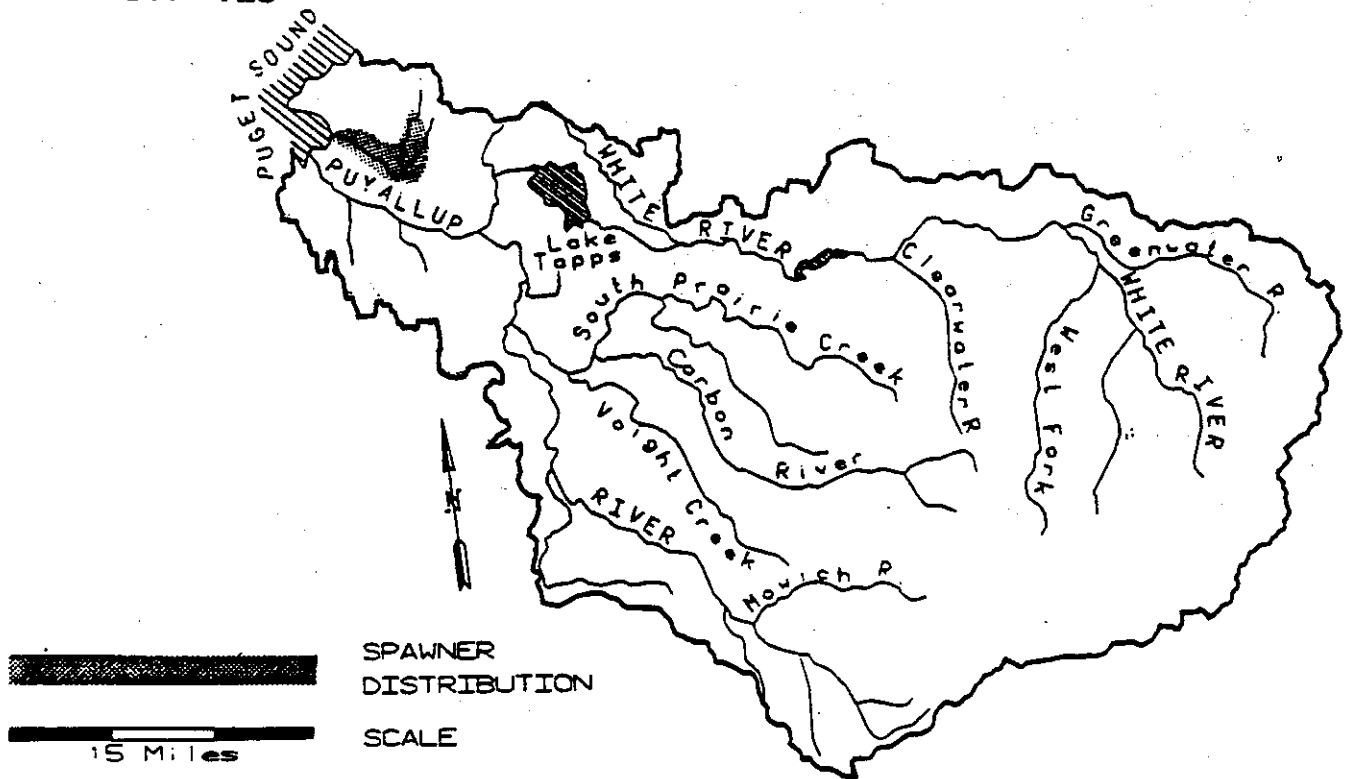 PUGET SOUND
PUYALLUP
WHITE
RIVER
Lake
Tapps
Greenwater R
Clearwater R
WHITE RIVER
West Fork
South Prairie Creek
Carbon
River
Voight Creek
RIVER
Mowich R.
N
SPAWNER
DISTRIBUTION
SCALE
15 Miles